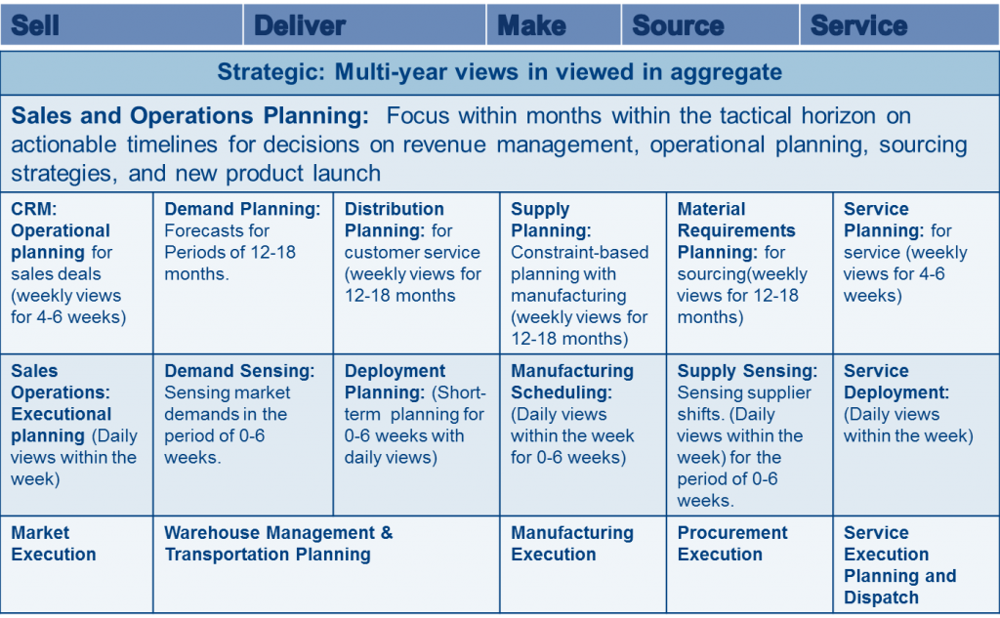 Sell
Deliver
Make
Source
Service
Strategic: Multi-year views in viewed in aggregate
Sales and Operations Planning: Focus within months within the tactical horizon on
actionable timelines for decisions on revenue management, operational planning, sourcing
strategies, and new product launch
CRM:
Operational
planning for
sales deals
(weekly views
for 4-6 weeks)
Demand Planning:
Forecasts for
Periods of 12-18
months.
Distribution
Planning: for
customer service
(weekly views for
12-18 months
Supply
Planning:
Constraint-based
planning with
manufacturing
(weekly views for
12-18 months)
Material
Requirements
Planning: for
sourcing(weekly
views for 12-18
months)
Service
Planning: for
service (weekly
views for 4-6
weeks)
Sales
Operations:
Executional
planning (Daily
views within the
week)
Demand Sensing:
Sensing market
demands in the
period of 0-6
weeks.
Deployment
Planning: (Short-
term planning for
0-6 weeks with
daily views)
Manufacturing
Scheduling:
(Daily views
within the week
for 0-6 weeks)
Supply Sensing:
Sensing supplier
shifts. (Daily
views within the
week) for the
period of 0-6
weeks.
Service
Deployment:
(Daily views
within the week)
Market
Execution
Warehouse Management &
Transportation Planning
Manufacturing
Execution
Procurement
Execution
Service
Execution
Planning and
Dispatch